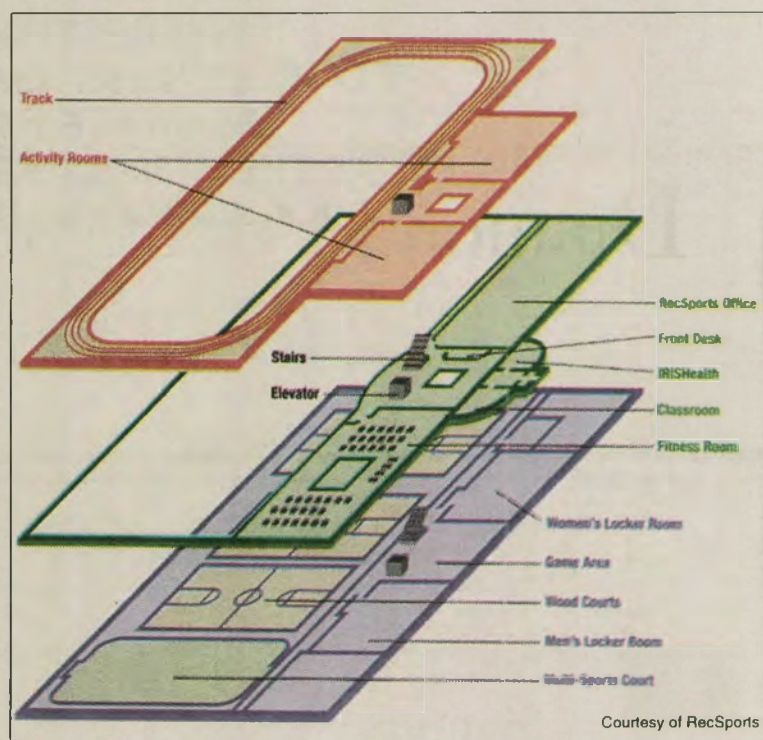 Track
Activity Rooms
RecSports Office
Front Desk
Stairs
IRISHealth
Elevator
Classroom
Fitness Room
Women's Locker Room
Game Area
Wood Courts
Men's Locker Room
Multi-Sports Court
Courtesy of RecSports